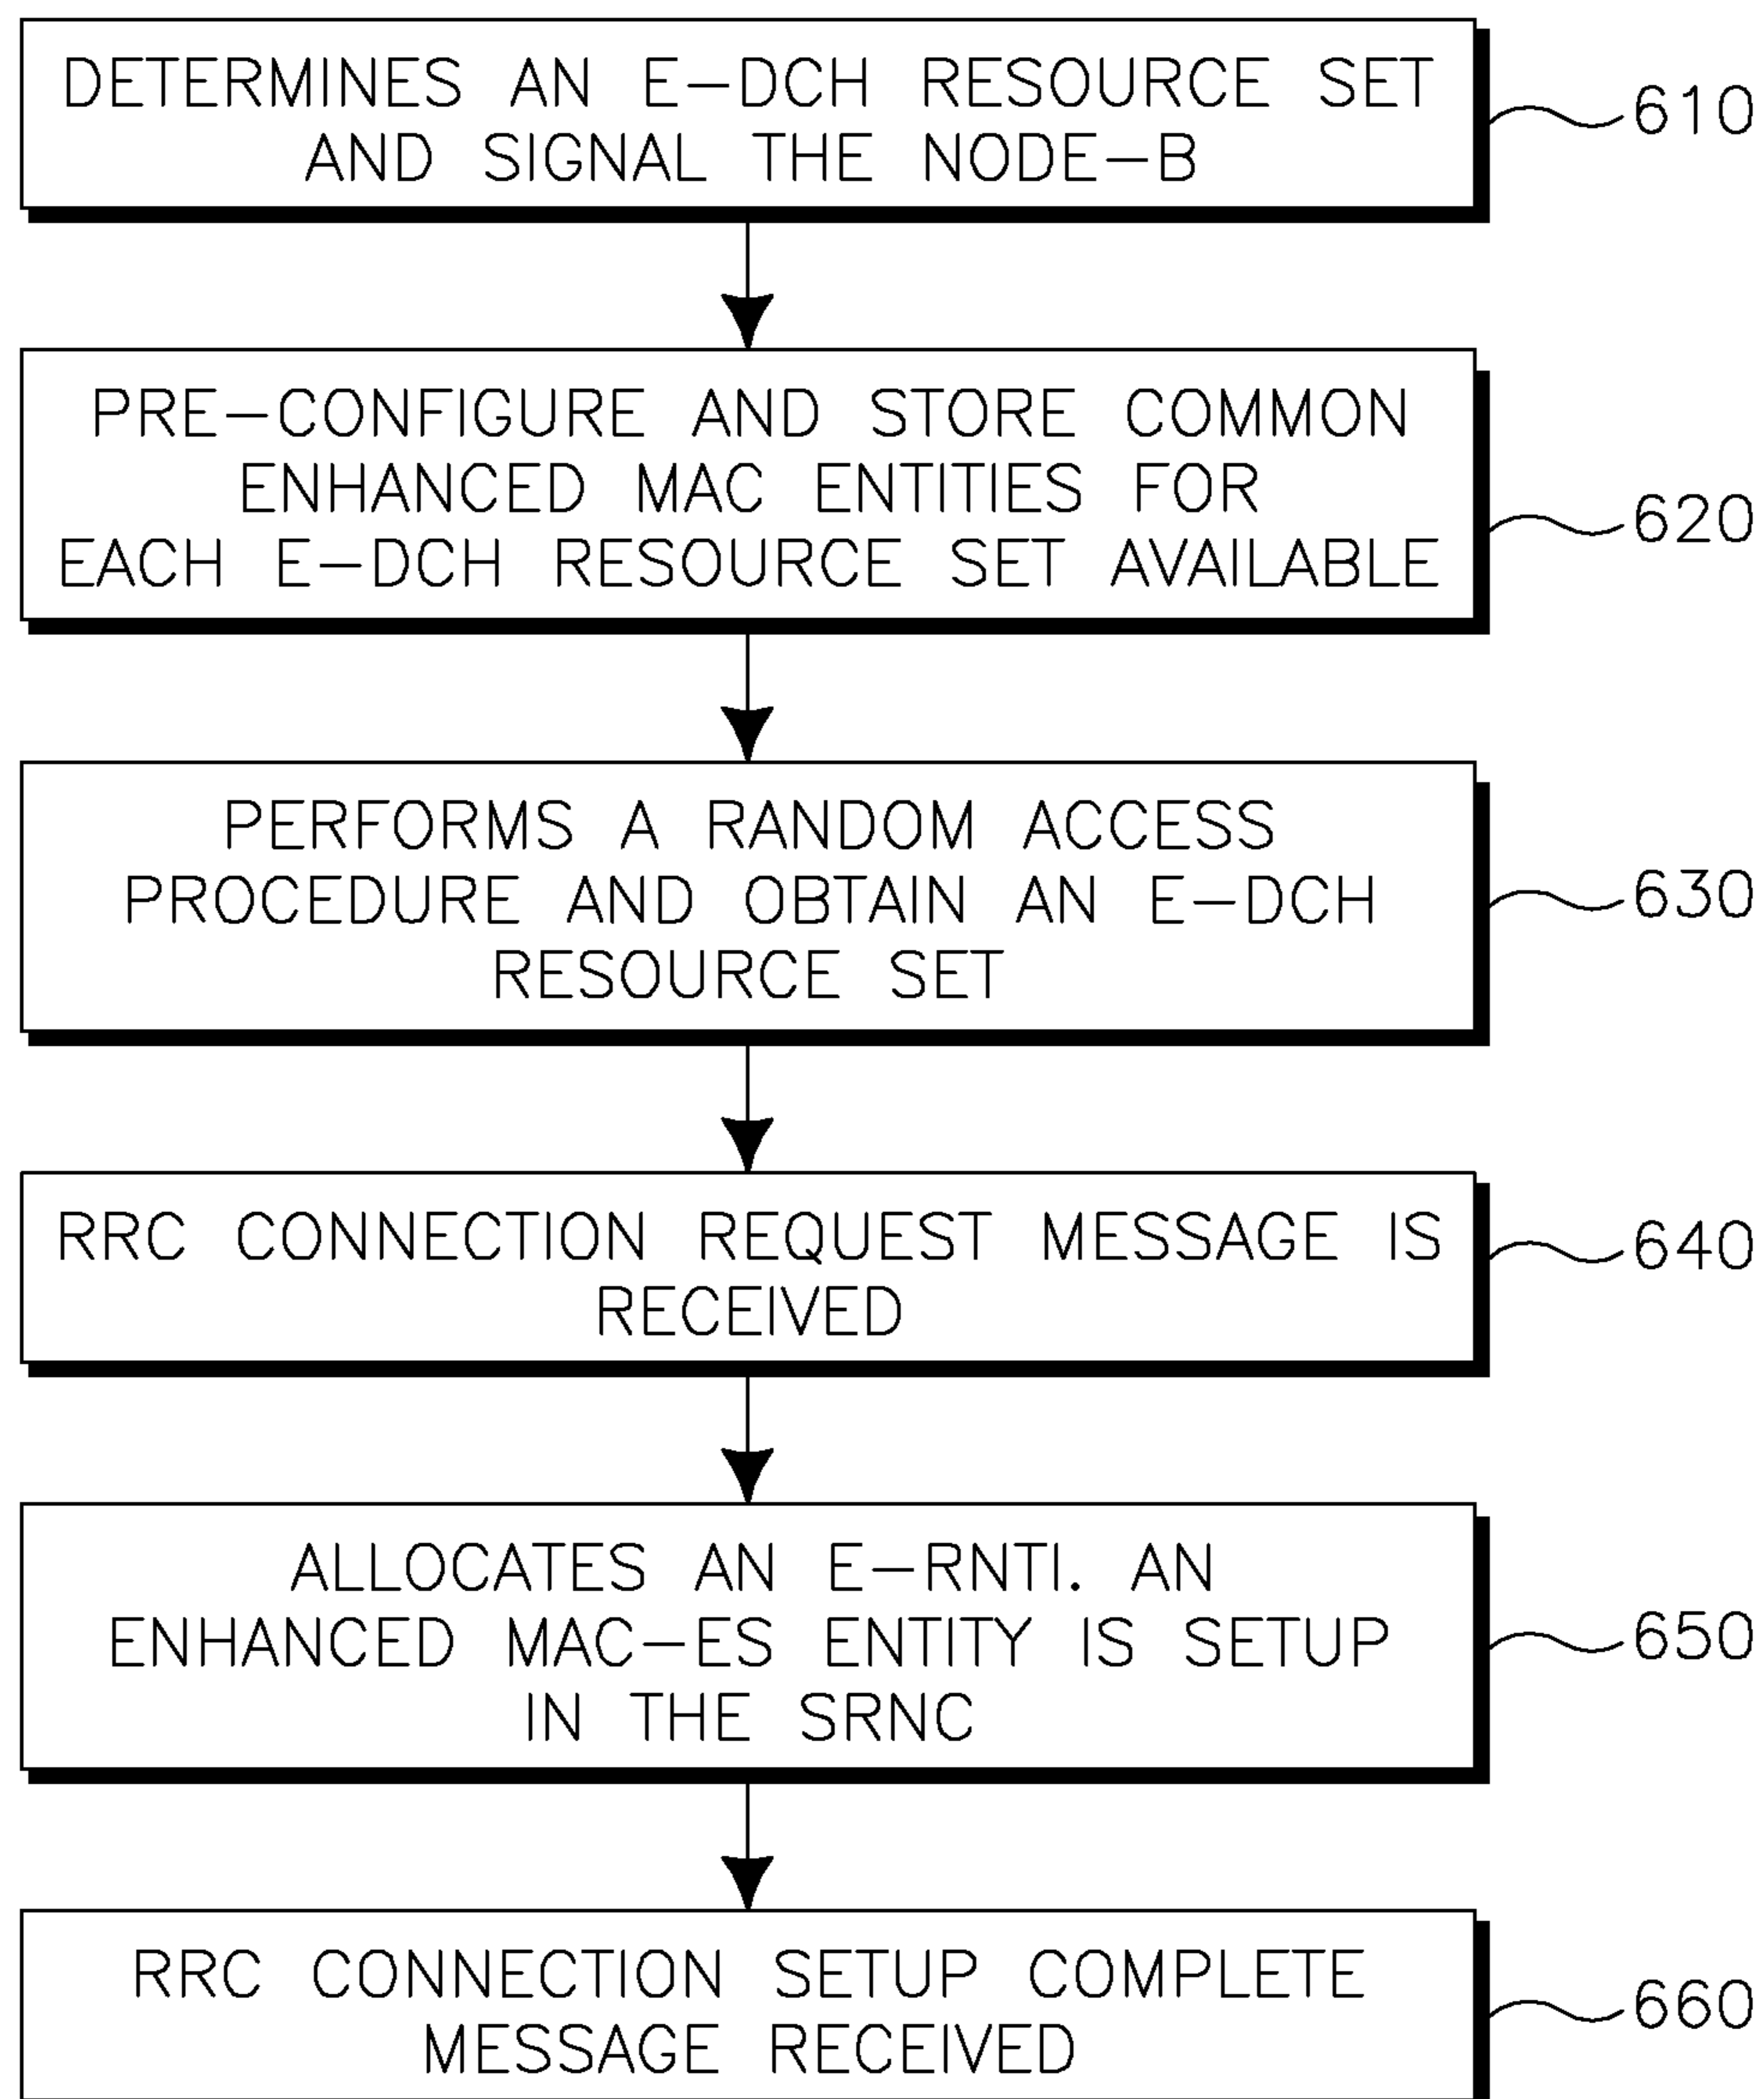 DETERMINES AN E-DCH RESOURCE SET
AND SIGNAL THE NODE-B
610
PRE-CONFIGURE AND STORE COMMON
ENHANCED MAC ENTITIES FOR
EACH E-DCH RESOURCE SET AVAILABLE
620
PERFORMS A RANDOM ACCESS
PROCEDURE AND OBTAIN AN E-DCH
RESOURCE SET
630
RRC CONNECTION REQUEST MESSAGE IS
RECEIVED
640
ALLOCATES AN E-RNTI. AN
ENHANCED MAC-ES ENTITY IS SETUP
IN THE SRNC
650
RRC CONNECTION SETUP COMPLETE
MESSAGE RECEIVED
660